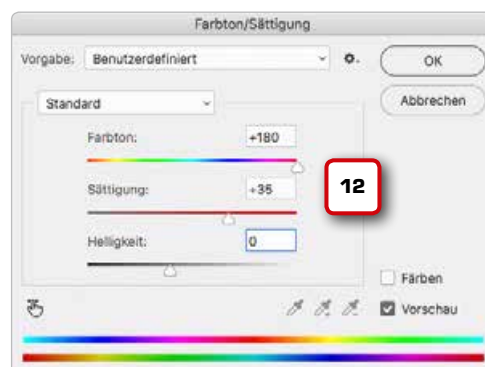 Farbton/Sättigung
Vorgabe: Benutzerdefiniert
OK
Standard
Abbrechen
Farbton: +180
Sättigung: +35
12
Helligkeit: 0
Färben
Vorschau